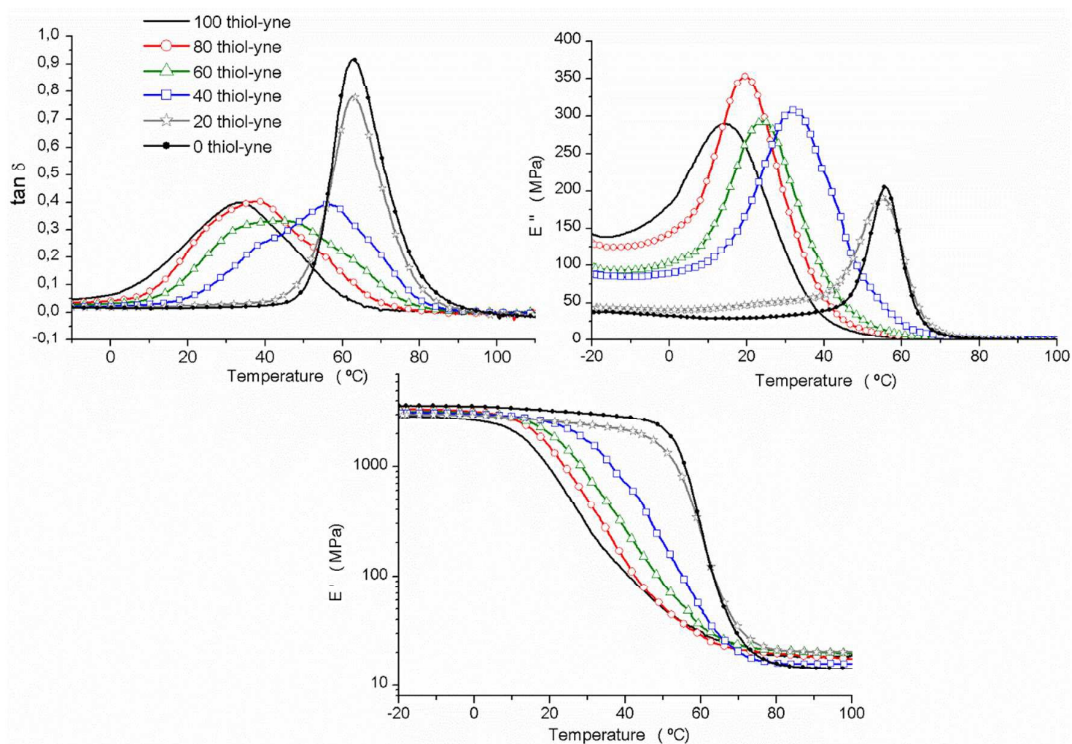 100 thiol-yne
80 thiol-yne
60 thiol-yne
40 thiol-yne
20 thiol-yne
0 thiol-yne
tan δ
1,0
0,9
0,8
0,7
0,6
0,5
0,4
0,3
0,2
0,1
0,0
-0,1
0 20 40 60 80 100
Temperature ( ºC)
E'' (MPa)
400
350
300
250
200
150
100
50
0
-20 0 20 40 60 80 100
Temperature ( ºC)
E' (MPa)
1000
100
10
-20 0 20 40 60 80 100
Temperature ( ºC)